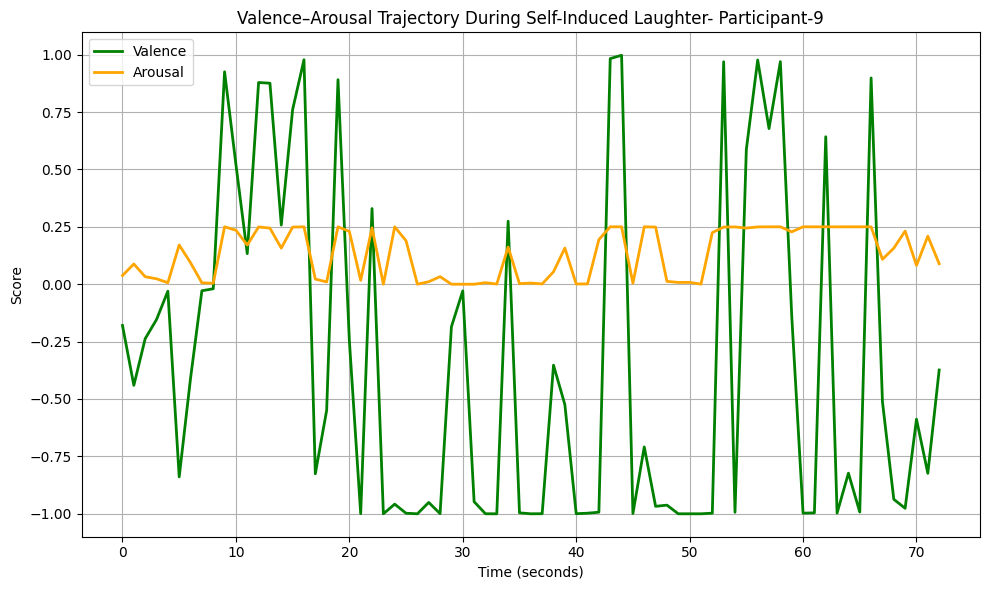 Valence–Arousal Trajectory During Self-Induced Laughter- Participant-9
Valence
Arousal
1.00
0.75
0.50
0.25
0.00
−0.25
−0.50
−0.75
−1.00
Score
0 10 20 30 40 50 60 70
Time (seconds)